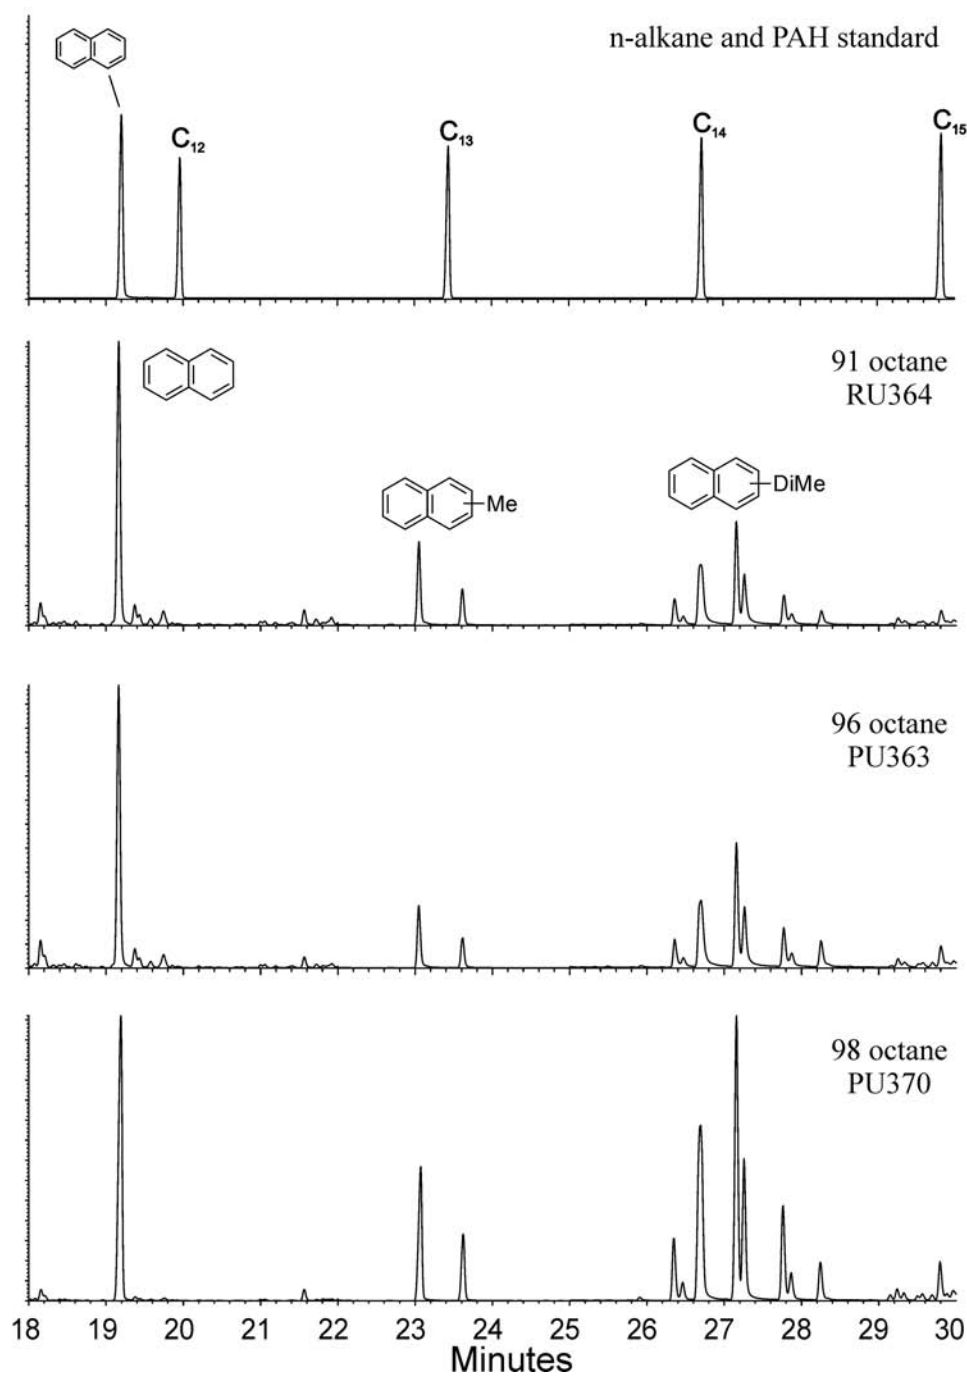 n-alkane and PAH standard
C₁₂
C₁₃
C₁₄
C₁₅
91 octane
RU364
Me
DiMe
96 octane
PU363
98 octane
PU370
18 19 20 21 22 23 24 25 26 27 28 29 30
Minutes